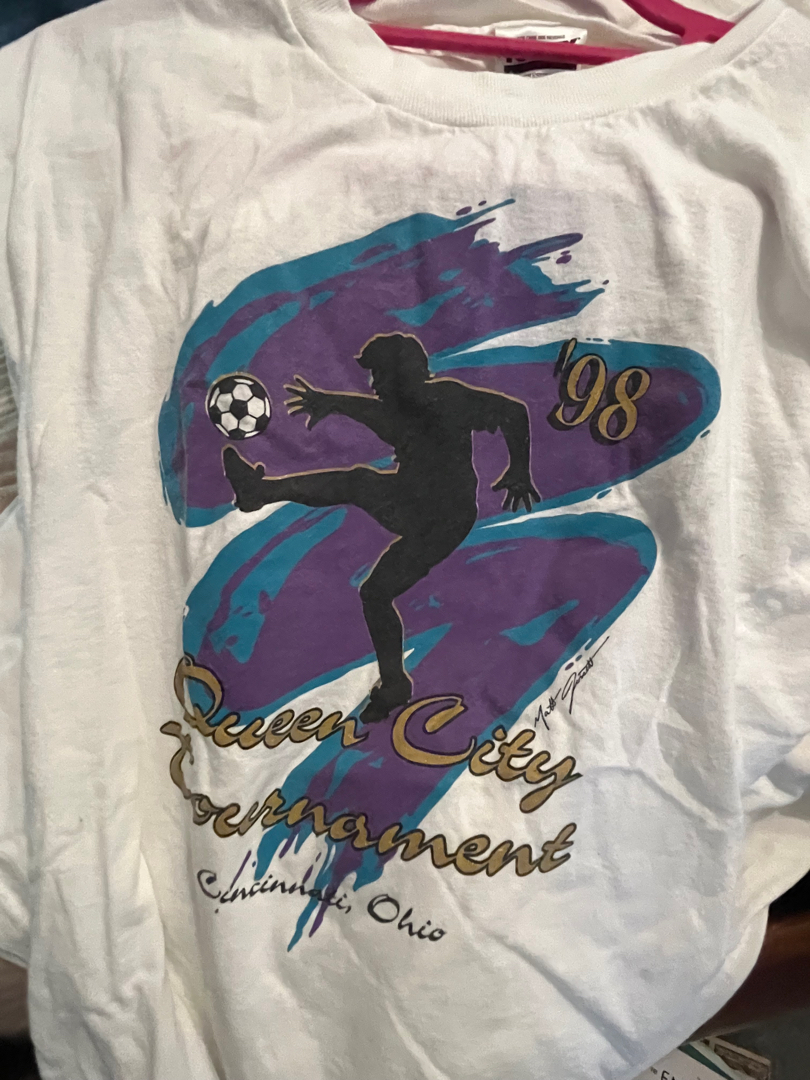 '98
Queen City
Tournament
Cincinnati, Ohio